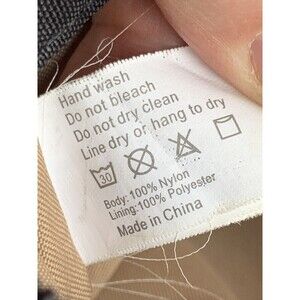 Hand wash
Do not bleach
Do not dry clean
Line dry or hang to dry
30
Body: 100% Nylon
Lining: 100% Polyester
Made in China